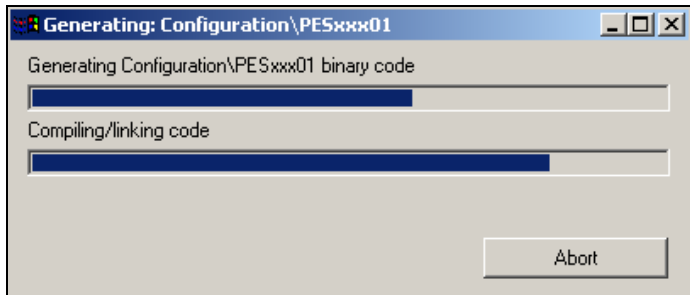 Generating: Configuration\PESxxx01
Generating Configuration\PESxxx01 binary code
Compiling/linking code
Abort